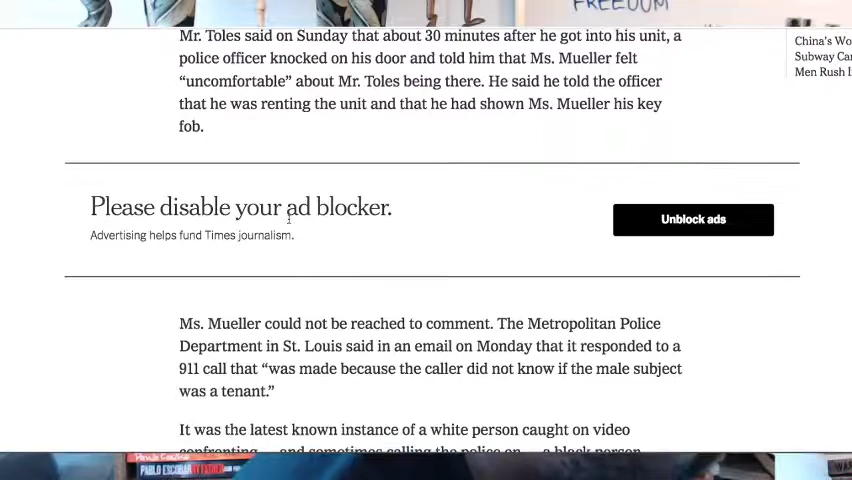 FREEDOM
Mr. Toles said on Sunday that about 30 minutes after he got into his unit, a
police officer knocked on his door and told him that Ms. Mueller felt
“uncomfortable” about Mr. Toles being there. He said he told the officer
that he was renting the unit and that he had shown Ms. Mueller his key
fob.
China’s Wo
Subway Car
Men Rush I
Please disable your ad blocker.
Advertising helps fund Times journalism.
Unblock ads
Ms. Mueller could not be reached to comment. The Metropolitan Police
Department in St. Louis said in an email on Monday that it responded to a
911 call that “was made because the caller did not know if the male subject
was a tenant.”
It was the latest known instance of a white person caught on video
confronting — and sometimes calling the police on — a black person
PABLO ESCOBAR